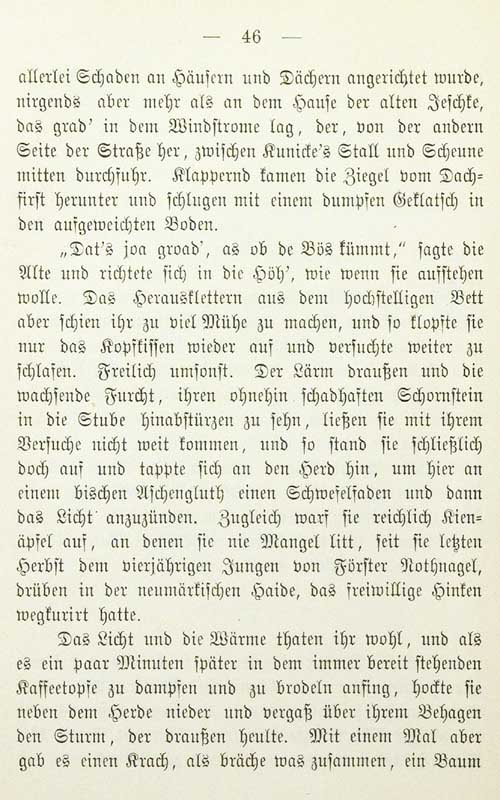 — 46 —
allerlei Schaden an Häusern und Dächern angerichtet wurde,
nirgends aber mehr als an dem Hause der alten Jeschke,
das grad' in dem Windstrome lag, der, von der andern
Seite der Straße her, zwischen Kunicke's Stall und Scheune
mitten durchfuhr. Klappernd kamen die Ziegel vom Dach-
first herunter und schlugen mit einem dumpfen Geklatsch in
den aufgeweichten Boden.
„Dat's joa groad', as ob de Bös kümmt,“ sagte die
Alte und richtete sich in die Höh', wie wenn sie aufstehen
wolle. Das Herausklettern aus dem hochstelligen Bett
aber schien ihr zu viel Mühe zu machen, und so klopfte sie
nur das Kopfkissen wieder auf und versuchte weiter zu
schlafen. Freilich umsonst. Der Lärm draußen und die
wachsende Furcht, ihren ohnehin schadhaften Schornstein
in die Stube hinabstürzen zu sehn, ließen sie mit ihrem
Versuche nicht weit kommen, und so stand sie schließlich
doch auf und tappte sich an den Herd hin, um hier an
einem bischen Aschengluth einen Schwefelfaden und dann
das Licht anzuzünden. Zugleich warf sie reichlich Kien-
äpfel auf, an denen sie nie Mangel litt, seit sie letzten
Herbst dem vierjährigen Jungen von Förster Nothnagel,
drüben in der neumärkischen Haide, das freiwillige Hinken
wegkurirt hatte.
Das Licht und die Wärme thaten ihr wohl, und als
es ein paar Minuten später in dem immer bereit stehenden
Kaffeetopfe zu dampfen und zu brodeln anfing, hockte sie
neben dem Herde nieder und vergaß über ihrem Behagen
den Sturm, der draußen heulte. Mit einem Mal aber
gab es einen Krach, als bräche was zusammen, ein Baum